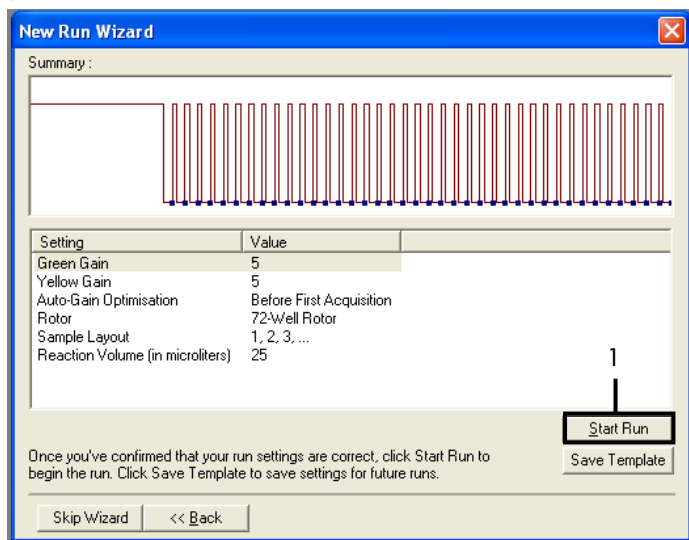 New Run Wizard
Summary :
Setting Value
Green Gain 5
Yellow Gain 5
Auto-Gain Optimisation Before First Acquisition
Rotor 72-Well Rotor
Sample Layout 1, 2, 3, ...
Reaction Volume (in microliters) 25
1
Start Run
Once you've confirmed that your run settings are correct, click Start Run to
begin the run. Click Save Template to save settings for future runs.
Save Template
Skip Wizard << Back